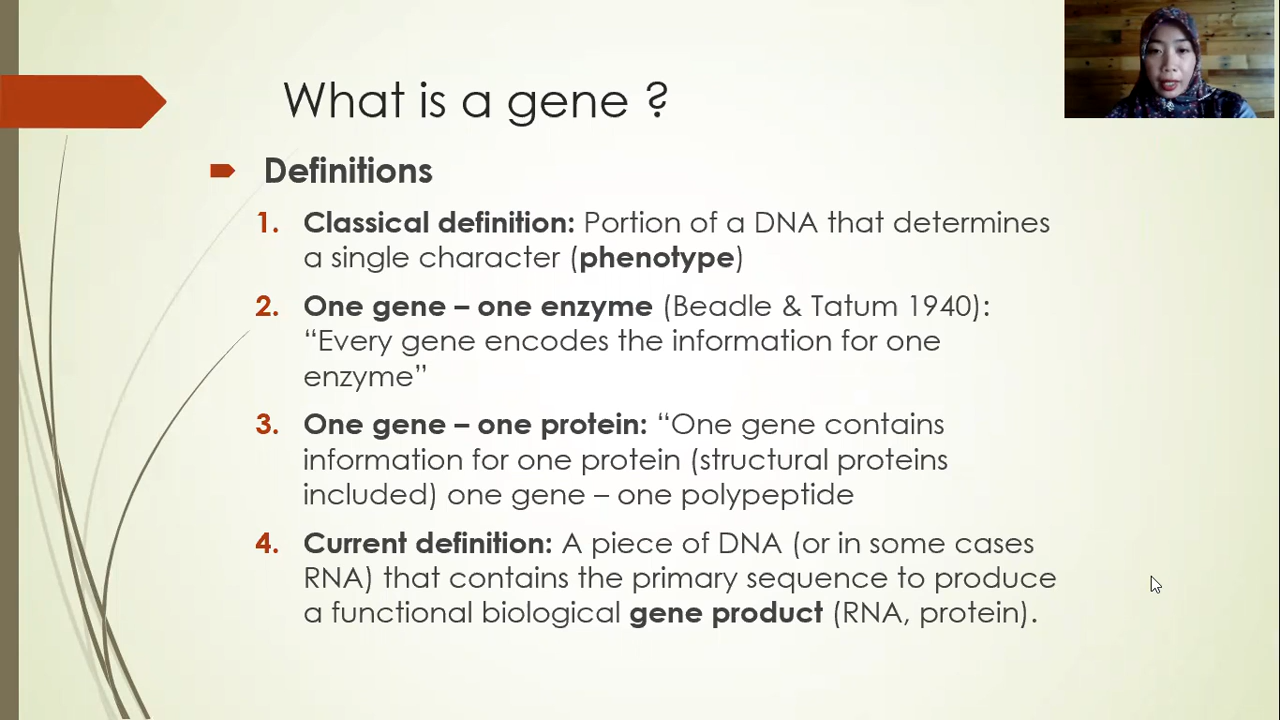 What is a gene ?
Definitions
1. Classical definition: Portion of a DNA that determines
a single character (phenotype)
2. One gene – one enzyme (Beadle & Tatum 1940):
“Every gene encodes the information for one
enzyme”
3. One gene – one protein: “One gene contains
information for one protein (structural proteins
included) one gene – one polypeptide
4. Current definition: A piece of DNA (or in some cases
RNA) that contains the primary sequence to produce
a functional biological gene product (RNA, protein).